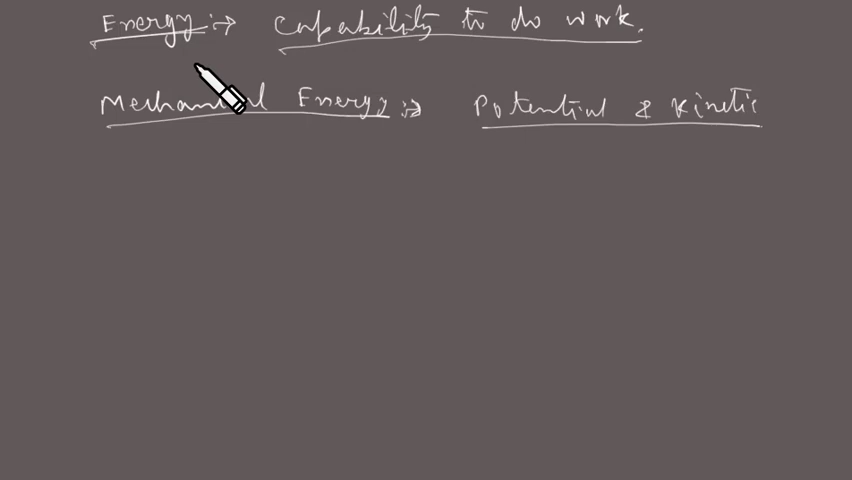 Energy :→ Capability to do work.
Mechanical Energy :→ Potential & Kinetic